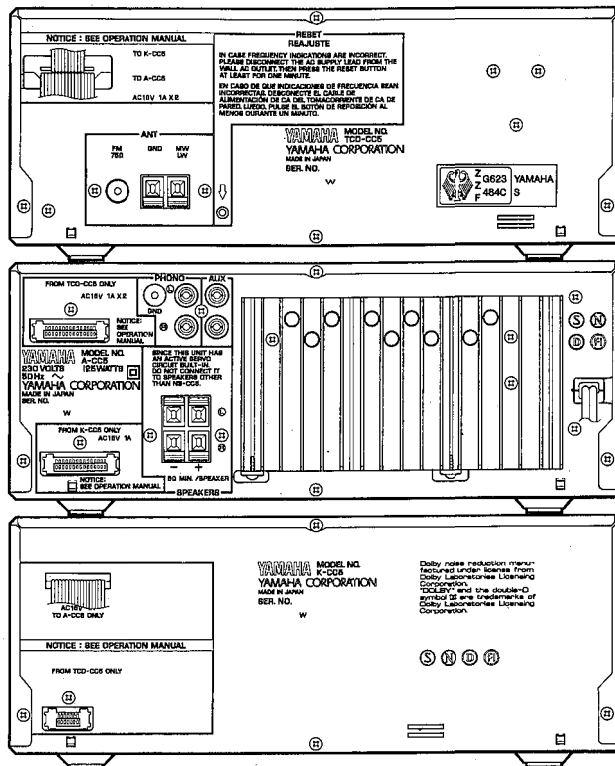 NOTICE : SEE OPERATION MANUAL
TO K-CC5
TO A-CC5
AC16V 1A X 2
ANT
FM
75Ω
GND
MW
LW
RESET
REAJUSTE
IN CASE FREQUENCY INDICATIONS ARE INCORRECT.
PLEASE DISCONNECT THE AC SUPPLY LEAD FROM THE
WALL AC OUTLET. THEN PRESS THE RESET BUTTON
AT LEAST FOR ONE MINUTE.
EN CASO DE QUE INDICACIONES DE FRECUENCIA SEAN
INCORRECTAS, DESCONECTE EL CABLE DE
ALIMENTACIÓN DE CA DEL TOMACORRIENTE DE CA DE
PARED. LUEGO, PULSE EL BOTÓN DE REPOSICIÓN AL
MENOS DURANTE UN MINUTO.
YAMAHA MODEL NO.
TCD-CC5
YAMAHA CORPORATION
MADE IN JAPAN
SER. NO.
W
Z
Z
F
G623
484C
YAMAHA
S
FROM TCD-CC5 ONLY
AC16V 1A X 2
NOTICE:
SEE
OPERATION
MANUAL
PHONO
GND
L
R
AUX
YAMAHA MODEL NO.
A-CC5
230 VOLTS 125WATTS
50Hz ~
YAMAHA CORPORATION
MADE IN JAPAN
SER. NO.
W
SINCE THIS UNIT HAS
AN ACTIVE SERVO
CIRCUIT BUILT-IN.
DO NOT CONNECT IT
TO SPEAKERS OTHER
THAN NS-CC5.
L
R
− +
6Ω MIN. /SPEAKER
SPEAKERS
FROM K-CC5 ONLY
AC16V 1A
NOTICE:
SEE OPERATION MANUAL
S N
D FI
AC16V
TO A-CC5 ONLY
NOTICE : SEE OPERATION MANUAL
FROM TCD-CC5 ONLY
YAMAHA MODEL NO.
K-CC5
YAMAHA CORPORATION
MADE IN JAPAN
SER. NO.
W
Dolby noise reduction manu-
factured under license from
Dolby Laboratories Licensing
Corporation.
"DOLBY" and the double-D
symbol are trademarks of
Dolby Laboratories Licensing
Corporation.
S N D FI